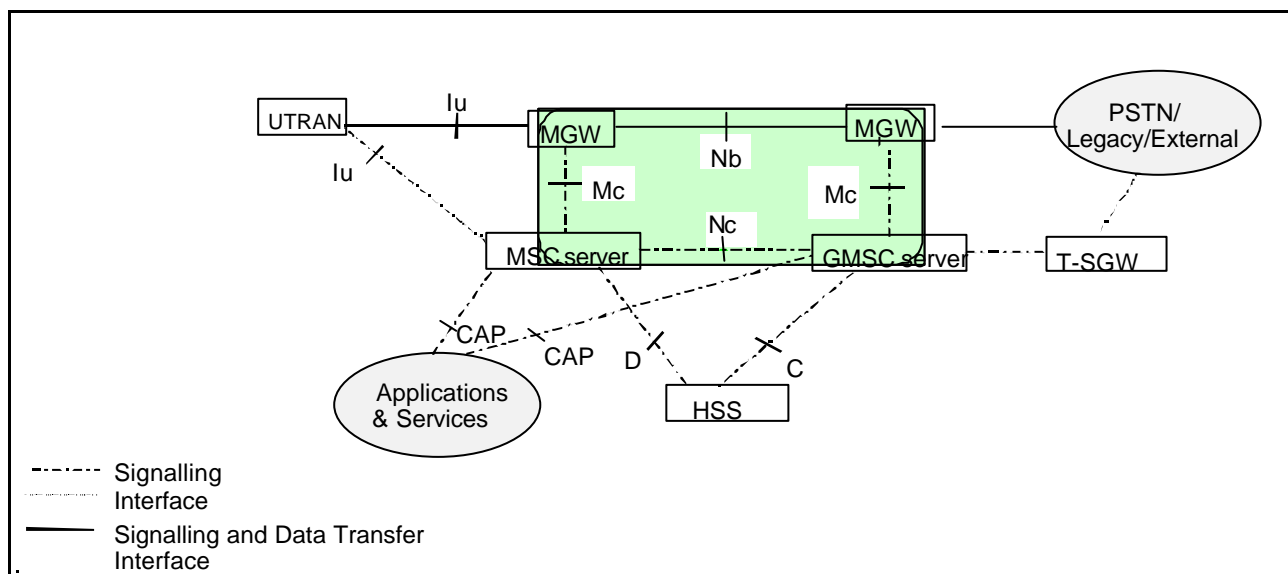 Iu
PSTN/
Legacy/External
UTRAN
MGW
MGW
Nb
Iu
Mc
Mc
Nc
MSC server
GMSC server
T-SGW
CAP
CAP
D
C
Applications
& Services
HSS
Signalling
Interface
Signalling and Data Transfer
Interface